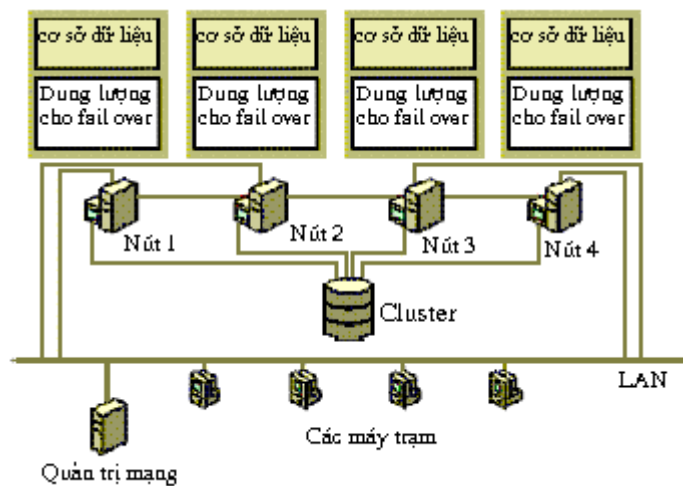 cơ sở dữ liệu
cơ sở dữ liệu
cơ sở dữ liệu
cơ sở dữ liệu
Dung lượng
cho fail over
Dung lượng
cho fail over
Dung lượng
cho fail over
Dung lượng
cho fail over
Nút 1
Nút 2
Nút 3
Nút 4
Cluster
LAN
Các máy trạm
Quản trị mạng